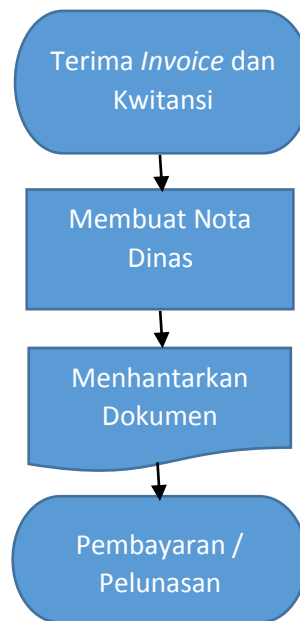 Terima Invoice dan
Kwitansi
Membuat Nota
Dinas
Menhantarkan
Dokumen
Pembayaran /
Pelunasan